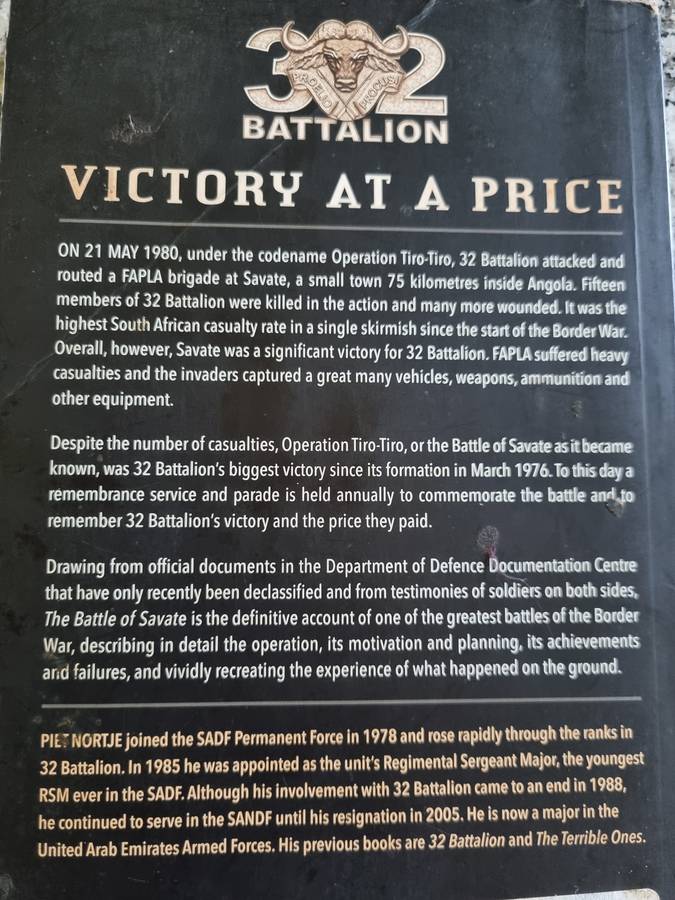 32
PROELIO PROCUSI
BATTALION
VICTORY AT A PRICE
ON 21 MAY 1980, under the codename Operation Tiro-Tiro, 32 Battalion attacked and
routed a FAPLA brigade at Savate, a small town 75 kilometres inside Angola. Fifteen
members of 32 Battalion were killed in the action and many more wounded. It was the
highest South African casualty rate in a single skirmish since the start of the Border War.
Overall, however, Savate was a significant victory for 32 Battalion. FAPLA suffered heavy
casualties and the invaders captured a great many vehicles, weapons, ammunition and
other equipment.
Despite the number of casualties, Operation Tiro-Tiro, or the Battle of Savate as it became
known, was 32 Battalion's biggest victory since its formation in March 1976. To this day a
remembrance service and parade is held annually to commemorate the battle and to
remember 32 Battalion's victory and the price they paid.
Drawing from official documents in the Department of Defence Documentation Centre
that have only recently been declassified and from testimonies of soldiers on both sides,
The Battle of Savate is the definitive account of one of the greatest battles of the Border
War, describing in detail the operation, its motivation and planning, its achievements
and failures, and vividly recreating the experience of what happened on the ground.
PIET NORTJE joined the SADF Permanent Force in 1978 and rose rapidly through the ranks in
32 Battalion. In 1985 he was appointed as the unit's Regimental Sergeant Major, the youngest
RSM ever in the SADF. Although his involvement with 32 Battalion came to an end in 1988,
he continued to serve in the SANDF until his resignation in 2005. He is now a major in the
United Arab Emirates Armed Forces. His previous books are 32 Battalion and The Terrible Ones.